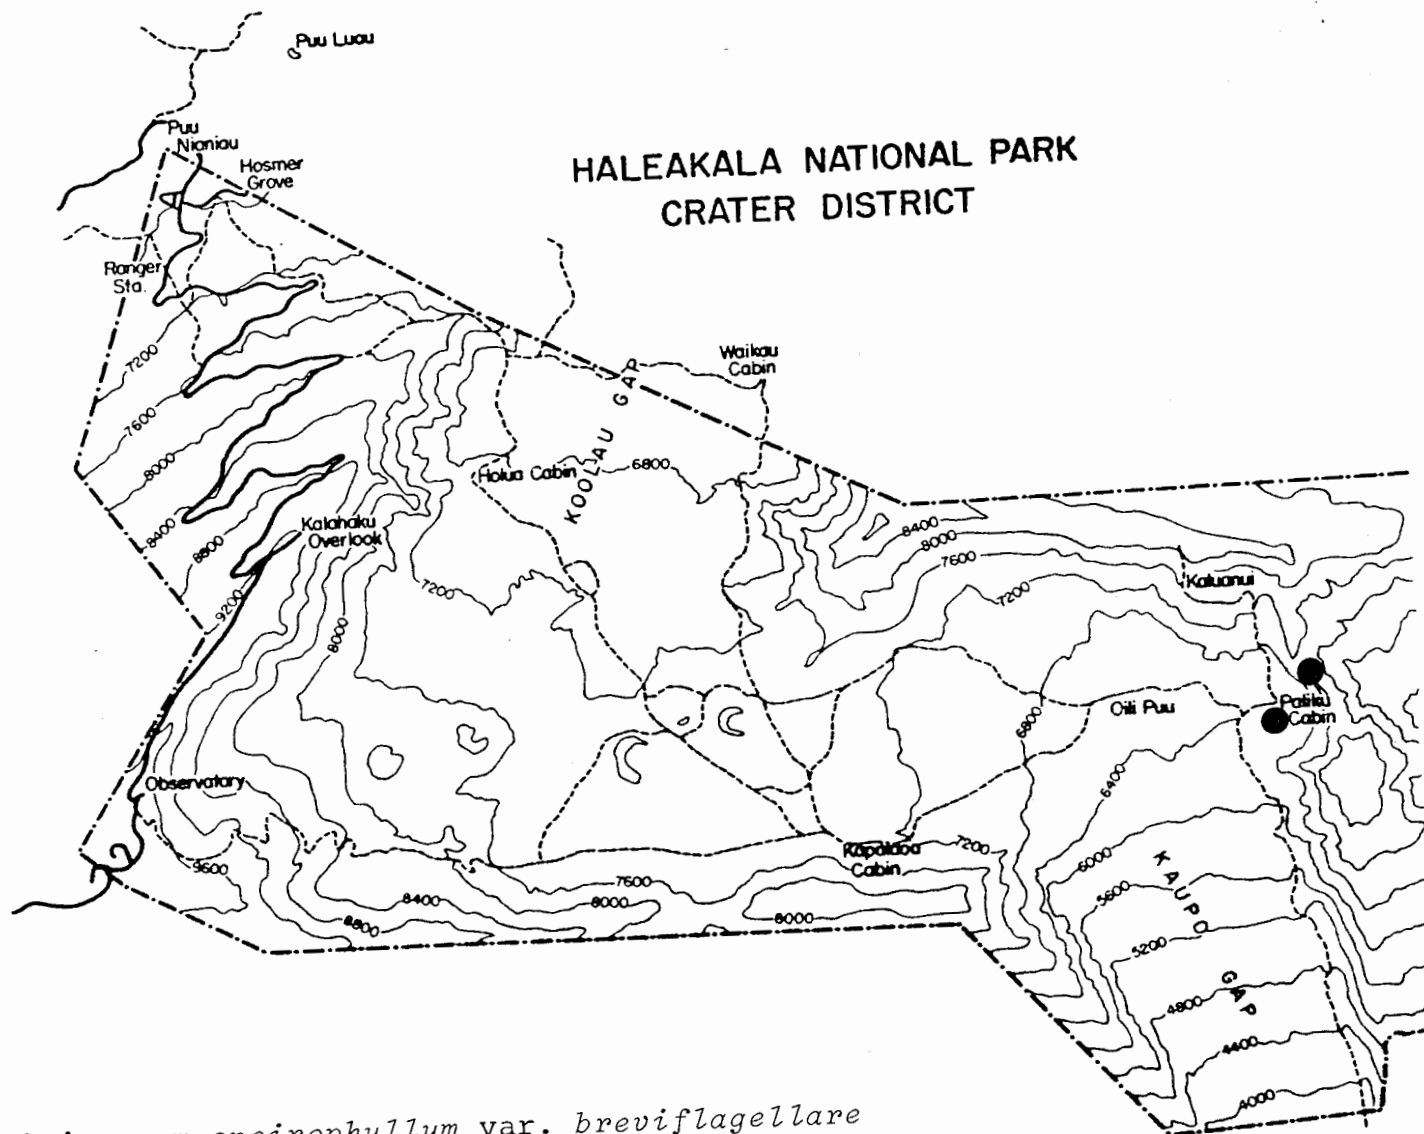 Puu Luau
Puu
Nianiau
Hosmer
Grove
HALEAKALA NATIONAL PARK
CRATER DISTRICT
Ranger
Sta.
7200
7600
8000
8400
8800
9200
Kalahaku
Overlook
8000
Holua Cabin
KOOLAU GAP
6800
Waikau
Cabin
7200
8400
8000
7600
7200
Kaluanui
Paliku
Cabin
Oili Puu
6800
6400
Observatory
9600
8800
8400
7600
8000
8000
Kapalaoa
Cabin
7200
6000
5600
5200
4800
4400
4000
KAUPO GAP
var. breviflagellare